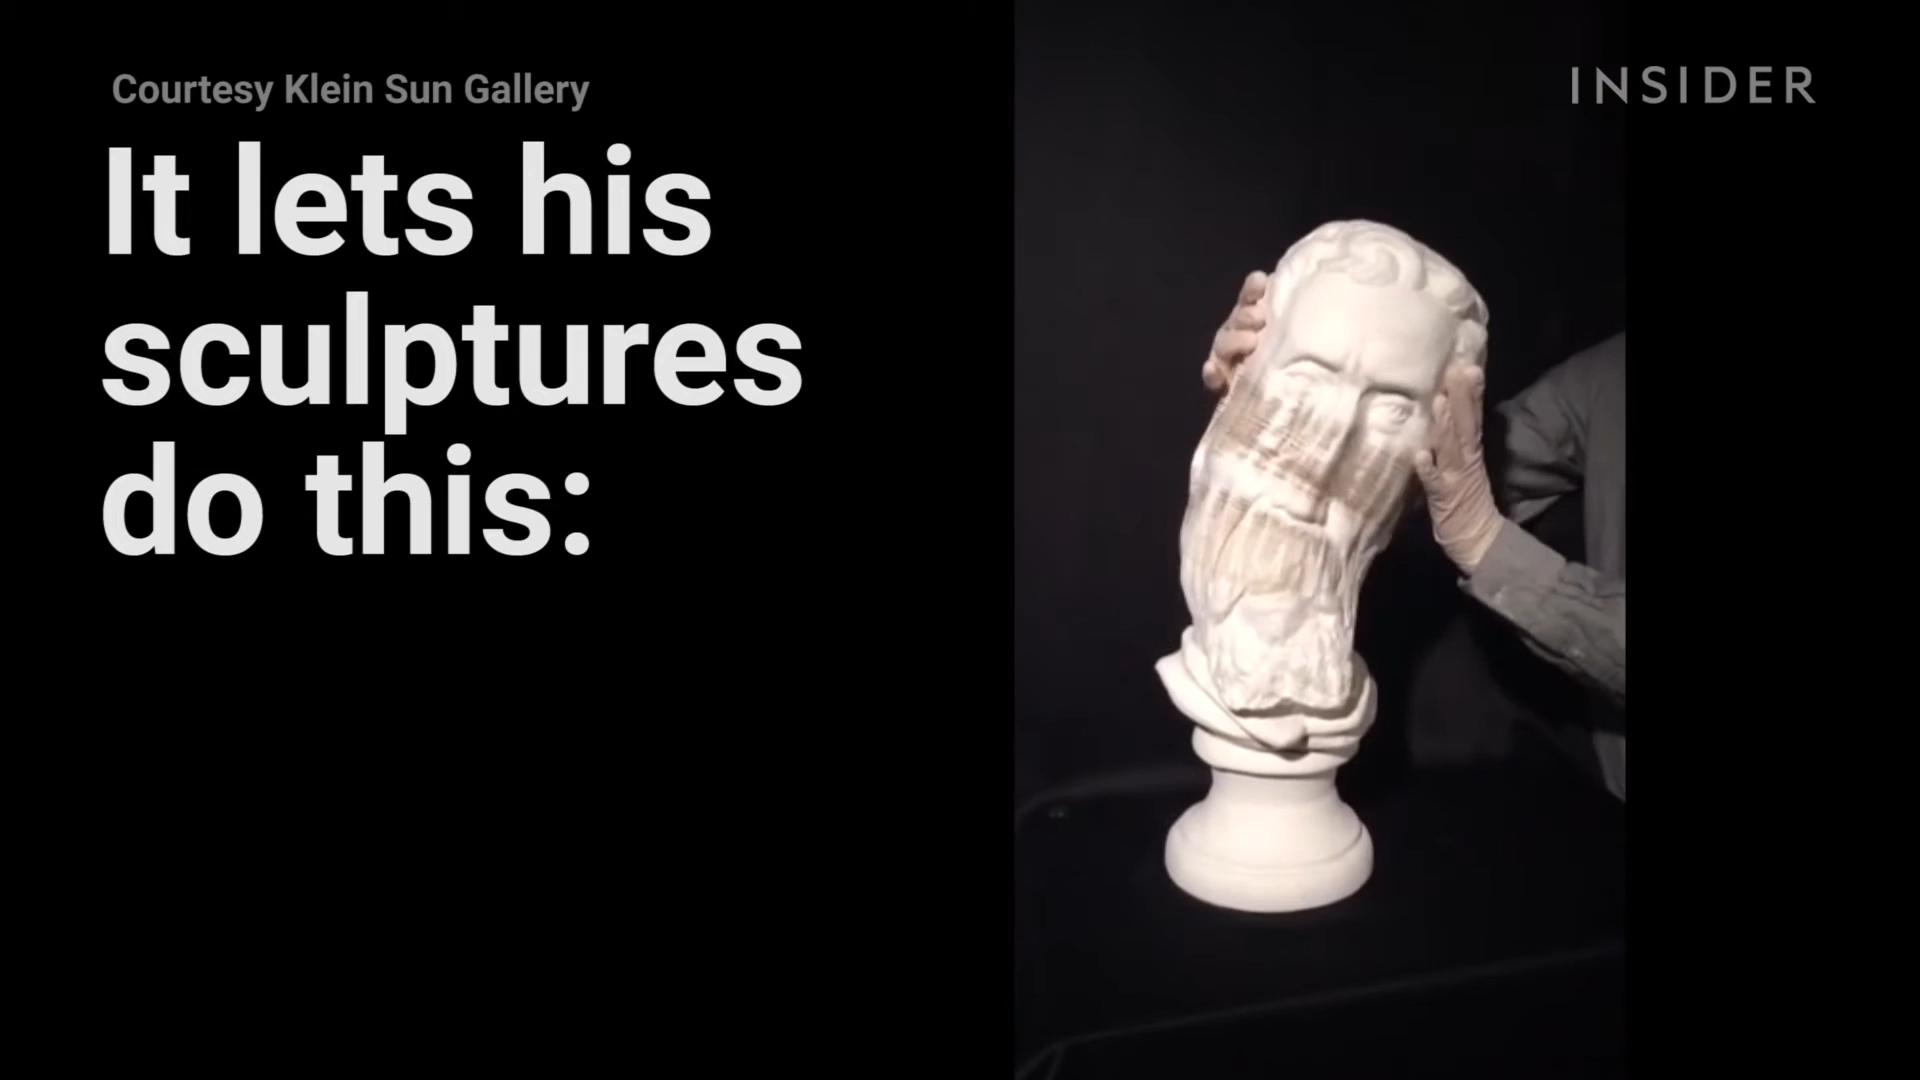 Courtesy Klein Sun Gallery
INSIDER
It lets his
sculptures
do this: